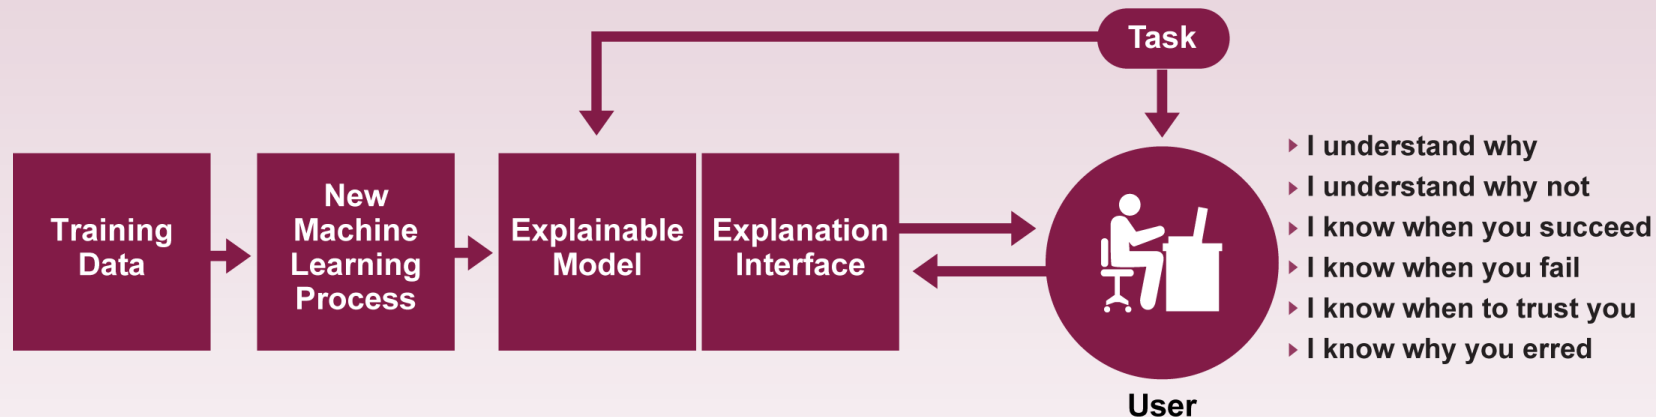 Task
Training
Data
New
Machine
Learning
Process
Explainable
Model
Explanation
Interface
I understand why
I understand why not
I know when you succeed
I know when you fail
I know when to trust you
I know why you erred
User